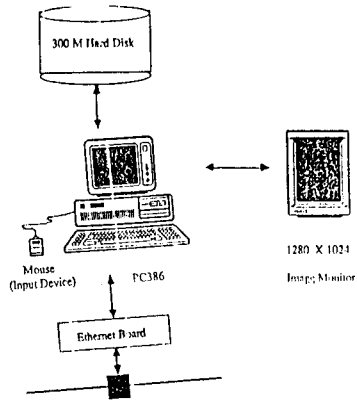 300 M Hard Disk
1280 X 1024
Image Monitor
Mouse
(Input Device)
PC386
Ethernet Board